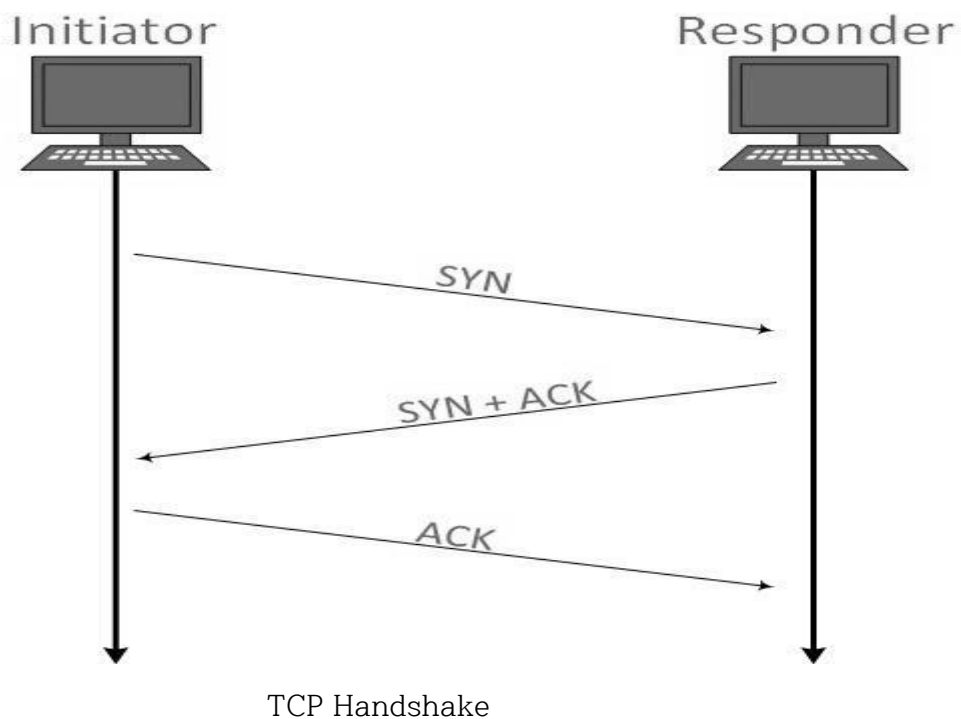 Initiator
Responder
SYN
SYN + ACK
ACK
TCP Handshake